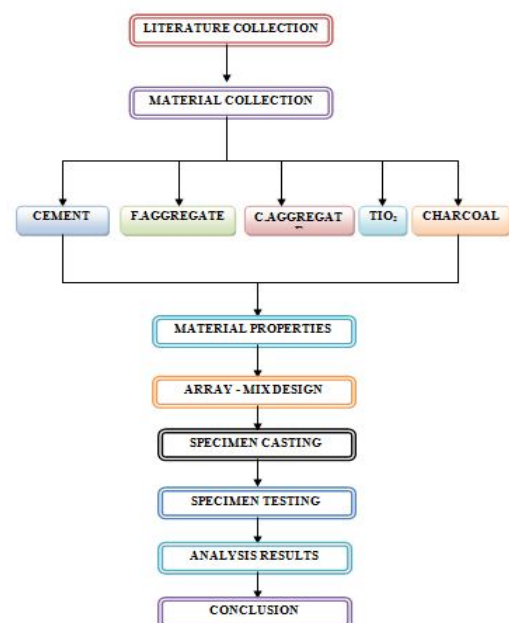 LITERATURE COLLECTION
MATERIAL COLLECTION
CEMENT
F.AGGREGATE
C.AGGREGAT
TIO₂
CHARCOAL
MATERIAL PROPERTIES
ARRAY - MIX DESIGN
SPECIMEN CASTING
SPECIMEN TESTING
ANALYSIS RESULTS
CONCLUSION